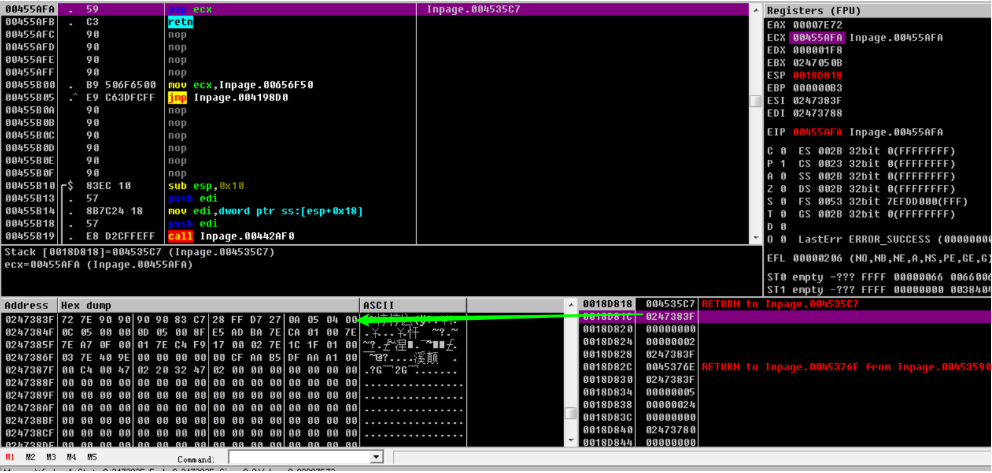 00455AFA . 59 pop ecx Inpage.004535C7
00455AFB . C3 retn
00455AFC 90 nop
00455AFD 90 nop
00455AFE 90 nop
00455AFF 90 nop
00455B00 . B9 506F6500 mov ecx,Inpage.00656F50
00455B05 .^ E9 C63DFCFF jmp Inpage.004198D0
00455B0A 90 nop
00455B0B 90 nop
00455B0C 90 nop
00455B0D 90 nop
00455B0E 90 nop
00455B0F 90 nop
00455B10 $ 83EC 10 sub esp,0x10
00455B13 . 57 push edi
00455B14 . 8B7C24 18 mov edi,dword ptr ss:[esp+0x18]
00455B18 . 57 push edi
00455B19 . E8 D2CFFEFF call Inpage.00442AF0
Stack [0018D818]=004535C7 (Inpage.004535C7)
ecx=00455AFA (Inpage.00455AFA)
Registers (FPU)
EAX 00007E72
ECX 00455AFA Inpage.00455AFA
EDX 000001F8
EBX 0247050B
ESP 0018D818
EBP 000000B3
ESI 0247383F
EDI 02473788
EIP 00455AFA Inpage.00455AFA
C 0 ES 002B 32bit 0(FFFFFFFF)
P 1 CS 0023 32bit 0(FFFFFFFF)
A 0 SS 002B 32bit 0(FFFFFFFF)
Z 0 DS 002B 32bit 0(FFFFFFFF)
S 0 FS 0053 32bit 7EFDD000(FFF)
T 0 GS 002B 32bit 0(FFFFFFFF)
D 0
O 0 LastErr ERROR_SUCCESS (0000000
EFL 00000206 (NO,NB,NE,A,NS,PE,GE,G)
ST0 empty -??? FFFF 00000066 0066006
ST1 empty -??? FFFF 00000000 0038404
Address Hex dump ASCII
0247383F 72 7E 90 90 90 90 83 C7 28 FF D7 27 0A 05 04 00
0247384F 0C 05 00 00 0D 05 00 8F E5 AD BA 7E CA 01 00 7E
0247385F 7E A7 0F 00 01 7E C4 F9 17 00 02 7E 1C 1F 01 00
0247386F 03 7E 40 9E 00 00 00 00 00 CF AA B5 DF AA A1 00
0247387F 00 C4 00 47 02 20 32 47 02 00 00 00 00 00 00 00
0247388F 00 00 00 00 00 00 00 00 00 00 00 00 00 00 00 00 ................
0247389F 00 00 00 00 00 00 00 00 00 00 00 00 00 00 00 00 ................
024738AF 00 00 00 00 00 00 00 00 00 00 00 00 00 00 00 00 ................
024738BF 00 00 00 00 00 00 00 00 00 00 00 00 00 00 00 00 ................
024738CF 00 00 00 00 00 00 00 00 00 00 00 00 00 00 00 00 ................
0018D818 004535C7 RETURN to Inpage.004535C7
0018D81C 0247383F
0018D820 00000000
0018D824 00000002
0018D828 0247383F
0018D82C 0045376E RETURN to Inpage.0045376E from Inpage.00453590
0018D830 0247383F
0018D834 00000005
0018D838 00000024
0018D83C 00000000
0018D840 02473780
0018D844 00000000
M1 M2 M3 M4 M5 Command: